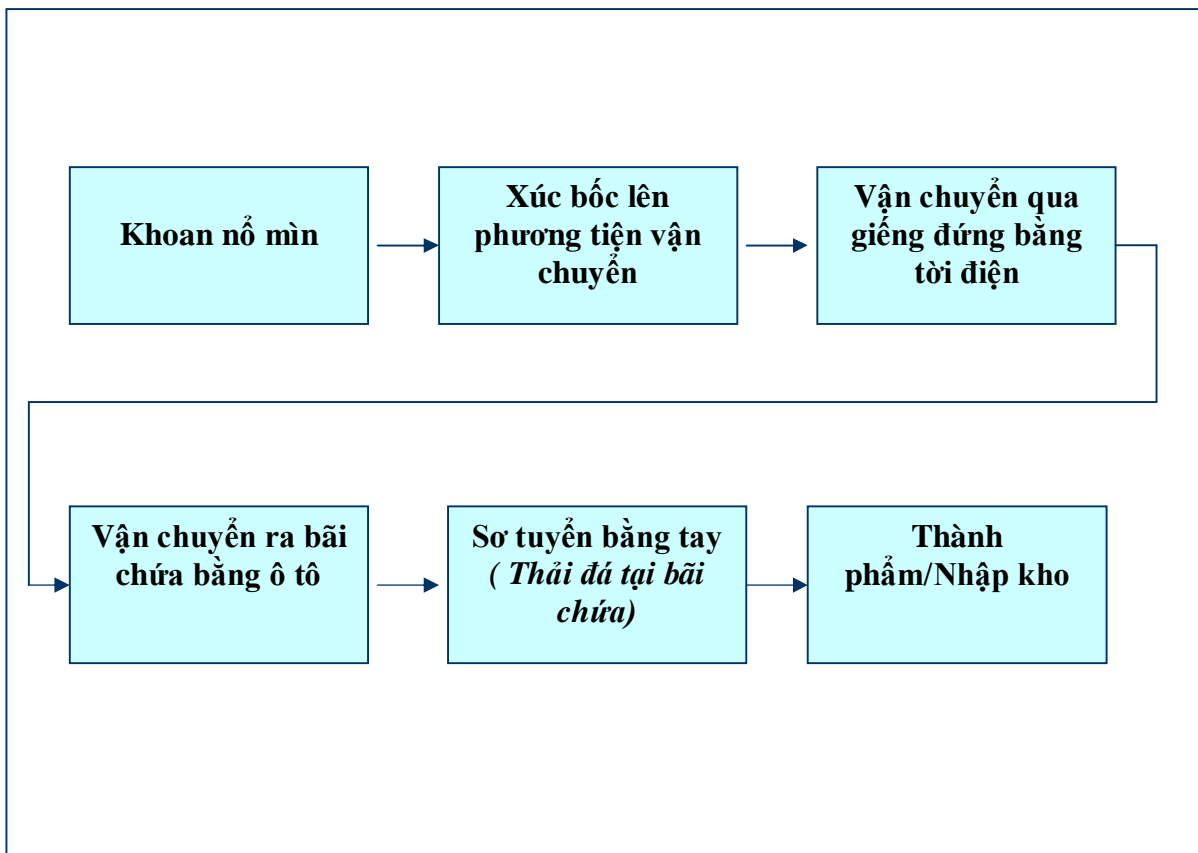 Khoan nổ mìn
Xúc bốc lên
phương tiện vận
chuyển
Vận chuyển qua
giếng đứng bằng
tời điện
Vận chuyển ra bãi
chứa bằng ô tô
Sơ tuyển bằng tay
( Thải đá tại bãi
chứa)
Thành
phẩm/Nhập kho